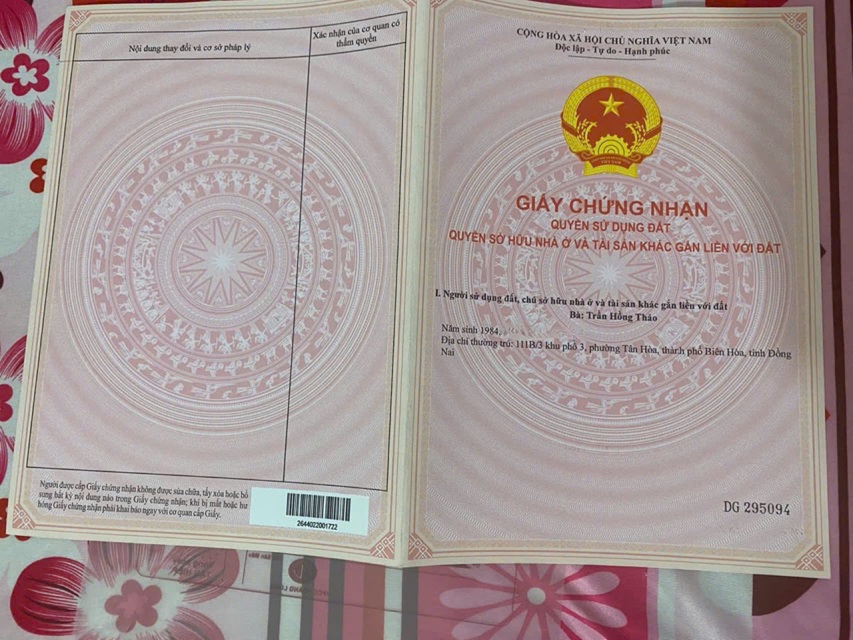 Nội dung thay đổi và cơ sở pháp lý
Xác nhận của cơ quan có
thẩm quyền
Người được cấp Giấy chứng nhận không được sửa chữa, tẩy xóa hoặc bổ
sung bất kỳ nội dung nào trong Giấy chứng nhận; khi bị mất hoặc hư
hỏng Giấy chứng nhận phải khai báo ngay với cơ quan cấp Giấy.
2644022001722
CỘNG HÒA XÃ HỘI CHỦ NGHĨA VIỆT NAM
Độc lập - Tự do - Hạnh phúc
GIẤY CHỨNG NHẬN
QUYỀN SỬ DỤNG ĐẤT
QUYỀN SỞ HỮU NHÀ Ở VÀ TÀI SẢN KHÁC GẮN LIỀN VỚI ĐẤT
I. Người sử dụng đất, chủ sở hữu nhà ở và tài sản khác gắn liền với đất
Bà: Trần Hồng Thảo
Năm sinh 1984,
Địa chỉ thường trú: 111B/3 khu phố 3, phường Tân Hòa, thành phố Biên Hòa, tỉnh Đồng
Nai
DG 295094